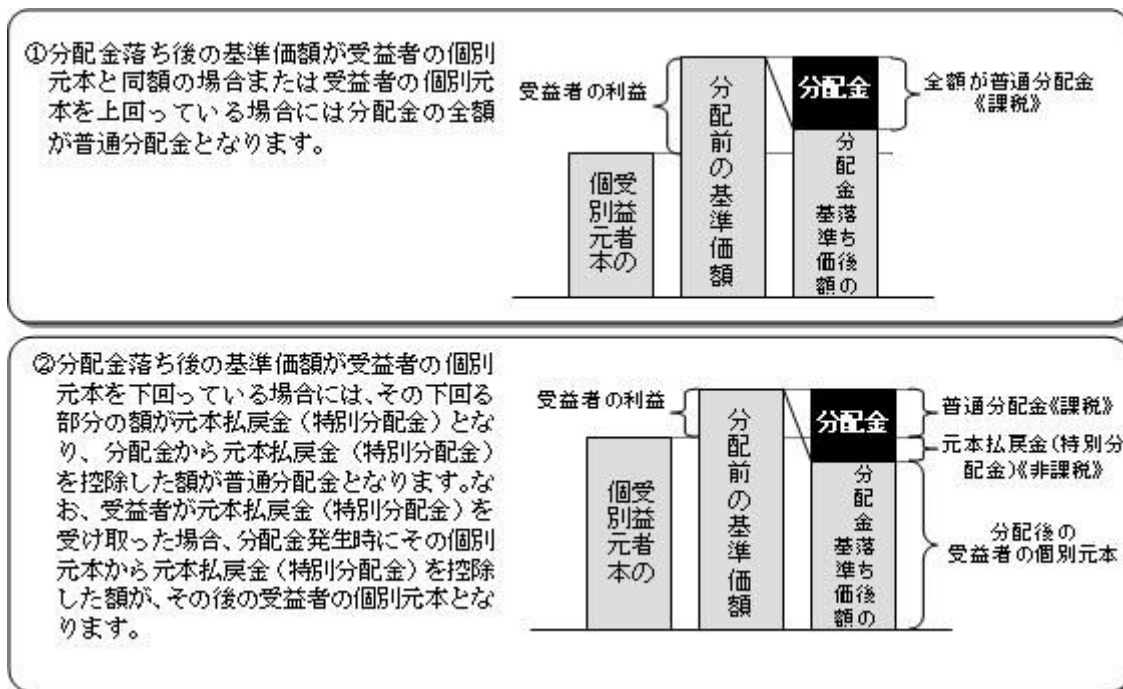 ①分配金落ち後の基準価額が受益者の個別
元本と同額の場合または受益者の個別元
本を上回っている場合には分配金の全額
が普通分配金となります。
受益者の利益
受益者の
個別元本
分配前の基準価額
分配金
分配金落ち後の
基準価額
全額が普通分配金
《課税》
②分配金落ち後の基準価額が受益者の個別
元本を下回っている場合には、その下回る
部分の額が元本払戻金（特別分配金）とな
り、分配金から元本払戻金（特別分配金）
を控除した額が普通分配金となります。な
お、受益者が元本払戻金（特別分配金）を
受け取った場合、分配金発生時にその個別
元本から元本払戻金（特別分配金）を控除
した額が、その後の受益者の個別元本とな
ります。
受益者の利益
受益者の
個別元本
分配前の基準価額
分配金
分配金落ち後の
基準価額
普通分配金《課税》
元本払戻金（特別分
配金）《非課税》
分配後の
受益者の個別元本